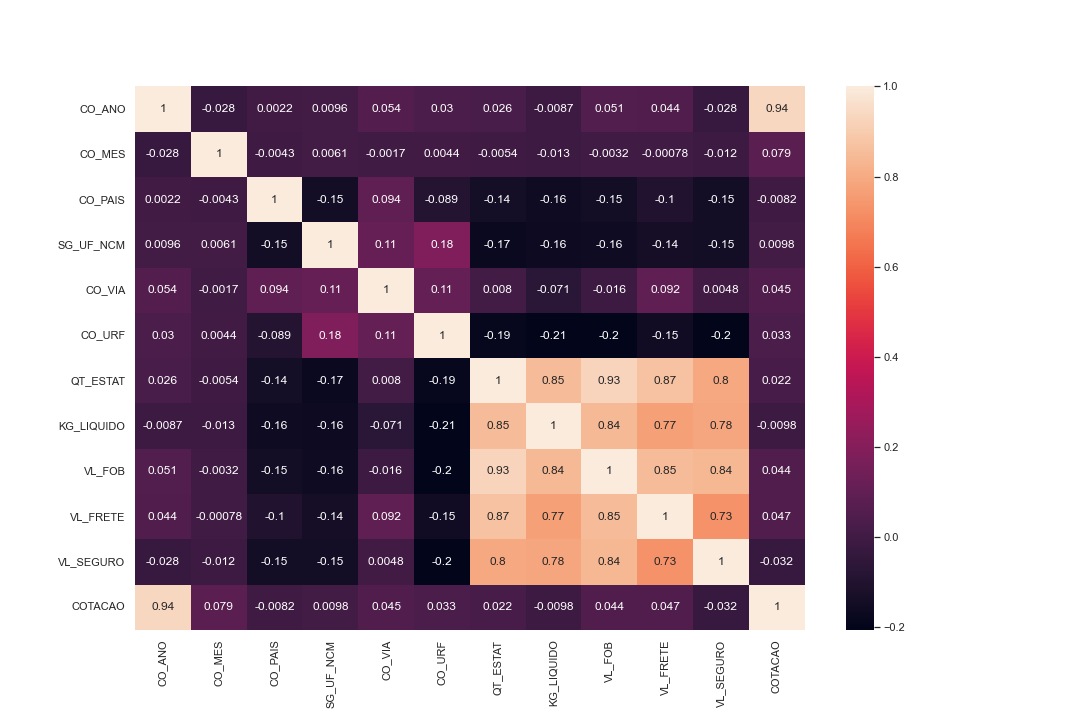 CO_ANO 1 -0.028 0.0022 0.0096 0.054 0.03 0.026 -0.0087 0.051 0.044 -0.028 0.94
CO_MES -0.028 1 -0.0043 0.0061 -0.0017 0.0044 -0.0054 -0.013 -0.0032 -0.00078 -0.012 0.079
CO_PAIS 0.0022 -0.0043 1 -0.15 0.094 -0.089 -0.14 -0.16 -0.15 -0.1 -0.15 -0.0082
SG_UF_NCM 0.0096 0.0061 -0.15 1 0.11 0.18 -0.17 -0.16 -0.16 -0.14 -0.15 0.0098
CO_VIA 0.054 -0.0017 0.094 0.11 1 0.11 0.008 -0.071 -0.016 0.092 0.0048 0.045
CO_URF 0.03 0.0044 -0.089 0.18 0.11 1 -0.19 -0.21 -0.2 -0.15 -0.2 0.033
QT_ESTAT 0.026 -0.0054 -0.14 -0.17 0.008 -0.19 1 0.85 0.93 0.87 0.8 0.022
KG_LIQUIDO -0.0087 -0.013 -0.16 -0.16 -0.071 -0.21 0.85 1 0.84 0.77 0.78 -0.0098
VL_FOB 0.051 -0.0032 -0.15 -0.16 -0.016 -0.2 0.93 0.84 1 0.85 0.84 0.044
VL_FRETE 0.044 -0.00078 -0.1 -0.14 0.092 -0.15 0.87 0.77 0.85 1 0.73 0.047
VL_SEGURO -0.028 -0.012 -0.15 -0.15 0.0048 -0.2 0.8 0.78 0.84 0.73 1 -0.032
COTACAO 0.94 0.079 -0.0082 0.0098 0.045 0.033 0.022 -0.0098 0.044 0.047 -0.032 1
CO_ANO CO_MES CO_PAIS SG_UF_NCM CO_VIA CO_URF QT_ESTAT KG_LIQUIDO VL_FOB VL_FRETE VL_SEGURO COTACAO
1.0
0.8
0.6
0.4
0.2
0.0
-0.2